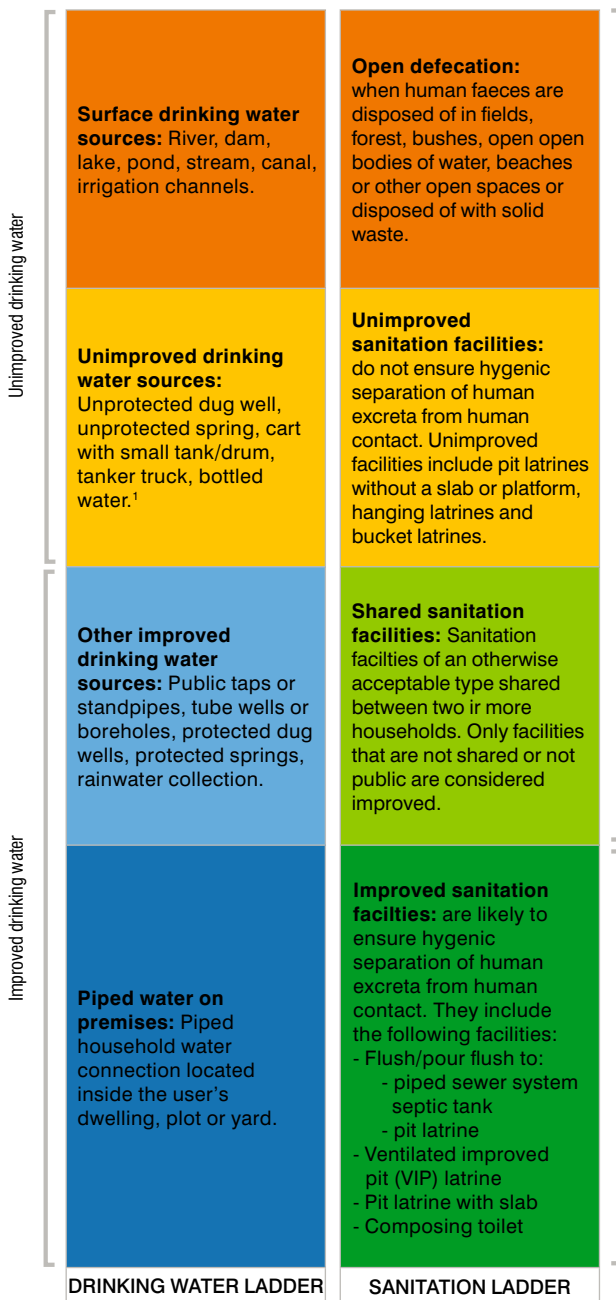 Unimproved drinking water
Surface drinking water
sources: River, dam,
lake, pond, stream, canal,
irrigation channels.
Unimproved drinking
water sources:
Unprotected dug well,
unprotected spring, cart
with small tank/drum,
tanker truck, bottled
water.¹
Improved drinking water
Other improved
drinking water
sources: Public taps or
standpipes, tube wells or
boreholes, protected dug
wells, protected springs,
rainwater collection.
Piped water on
premises: Piped
household water
connection located
inside the user's
dwelling, plot or yard.
DRINKING WATER LADDER
Open defecation:
when human faeces are
disposed of in fields,
forest, bushes, open open
bodies of water, beaches
or other open spaces or
disposed of with solid
waste.
Unimproved
sanitation facilities:
do not ensure hygenic
separation of human
excreta from human
contact. Unimproved
facilities include pit latrines
without a slab or platform,
hanging latrines and
bucket latrines.
Shared sanitation
facilities: Sanitation
facilties of an otherwise
acceptable type shared
between two ir more
households. Only facilities
that are not shared or not
public are considered
improved.
Improved sanitation
facilties: are likely to
ensure hygenic
separation of human
excreta from human
contact. They include
the following facilities:
- Flush/pour flush to:
- piped sewer system
septic tank
- pit latrine
- Ventilated improved
pit (VIP) latrine
- Pit latrine with slab
- Composing toilet
SANITATION LADDER